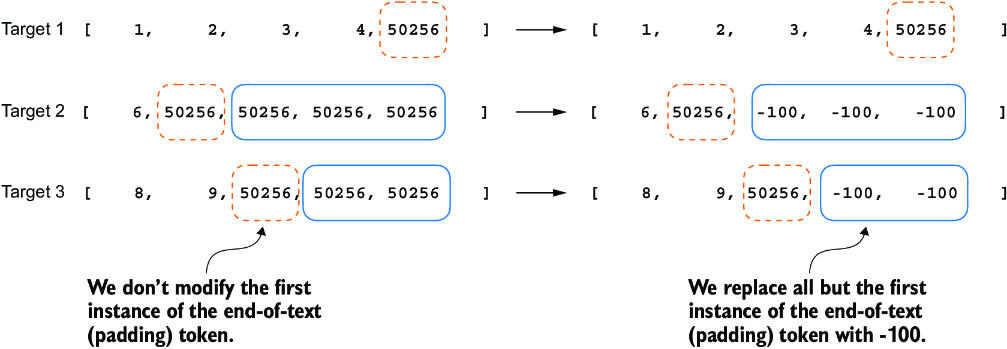 Target 1 [ 1, 2, 3, 4, 50256 ] [ 1, 2, 3, 4, 50256 ]
Target 2 [ 6, 50256, 50256, 50256, 50256 ] [ 6, 50256, -100, -100, -100 ]
Target 3 [ 8, 9, 50256, 50256, 50256 ] [ 8, 9, 50256, -100, -100 ]
We don’t modify the first
instance of the end-of-text
(padding) token.
We replace all but the first
instance of the end-of-text
(padding) token with -100.